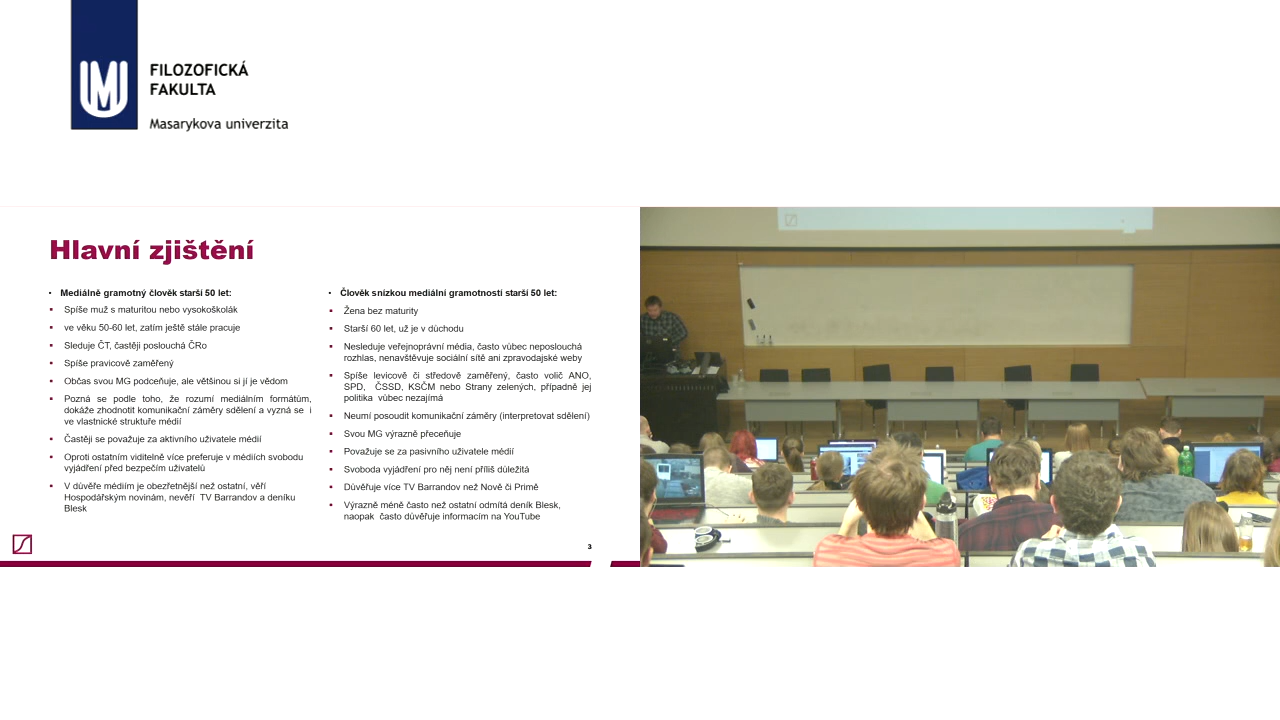 FILOZOFICKÁ
FAKULTA
Masarykova univerzita
Hlavní zjištění
▪ Mediálně gramotný člověk starší 50 let:
▪ Spíše muž s maturitou nebo vysokoškolák
▪ ve věku 50-60 let, zatím ještě stále pracuje
▪ Sleduje ČT, častěji poslouchá ČRo
▪ Spíše pravicově zaměřený
▪ Občas svou MG podceňuje, ale většinou si jí je vědom
▪ Pozná se podle toho, že rozumí mediálním formátům,
dokáže zhodnotit komunikační záměry sdělení a vyzná se i
ve vlastnické struktuře médií
▪ Častěji se považuje za aktivního uživatele médií
▪ Oproti ostatním viditelně více preferuje v médiích svobodu
vyjádření před bezpečím uživatelů
▪ V důvěře médiím je obezřetnější než ostatní, věří
Hospodářským novinám, nevěří TV Barrandov a deníku
Blesk
▪ Člověk snízkou mediální gramotností starší 50 let:
▪ Žena bez maturity
▪ Starší 60 let, už je v důchodu
▪ Nesleduje veřejnoprávní média, často vůbec neposlouchá
rozhlas, nenavštěvuje sociální sítě ani zpravodajské weby
▪ Spíše levicově či středově zaměřený, často volič ANO,
SPD, ČSSD, KSČM nebo Strany zelených, případně jej
politika vůbec nezajímá
▪ Neumí posoudit komunikační záměry (interpretovat sdělení)
▪ Svou MG výrazně přeceňuje
▪ Považuje se za pasivního uživatele médií
▪ Svoboda vyjádření pro něj není příliš důležitá
▪ Důvěřuje více TV Barrandov než Nově či Primě
▪ Výrazně méně často než ostatní odmítá deník Blesk,
naopak často důvěřuje informacím na YouTube
3